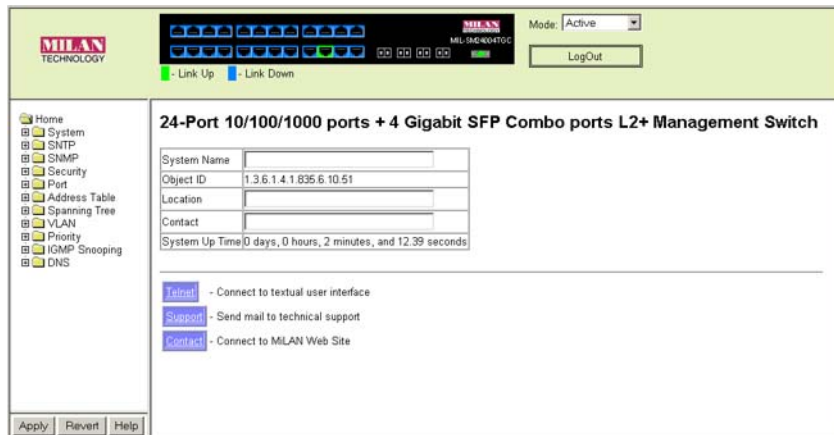 MILAN
TECHNOLOGY
MILAN
MIL-SM24004TGC
- Link Up
- Link Down
Mode:
Active
LogOut
Home
System
SNTP
SNMP
Security
Port
Address Table
Spanning Tree
VLAN
Priority
IGMP Snooping
DNS
Apply
Revert
Help
24-Port 10/100/1000 ports + 4 Gigabit SFP Combo ports L2+ Management Switch
System Name
Object ID 1.3.6.1.4.1.835.6.10.51
Location
Contact
System Up Time 0 days, 0 hours, 2 minutes, and 12.39 seconds
Telnet - Connect to textual user interface
Support - Send mail to technical support
Contact - Connect to MiLAN Web Site